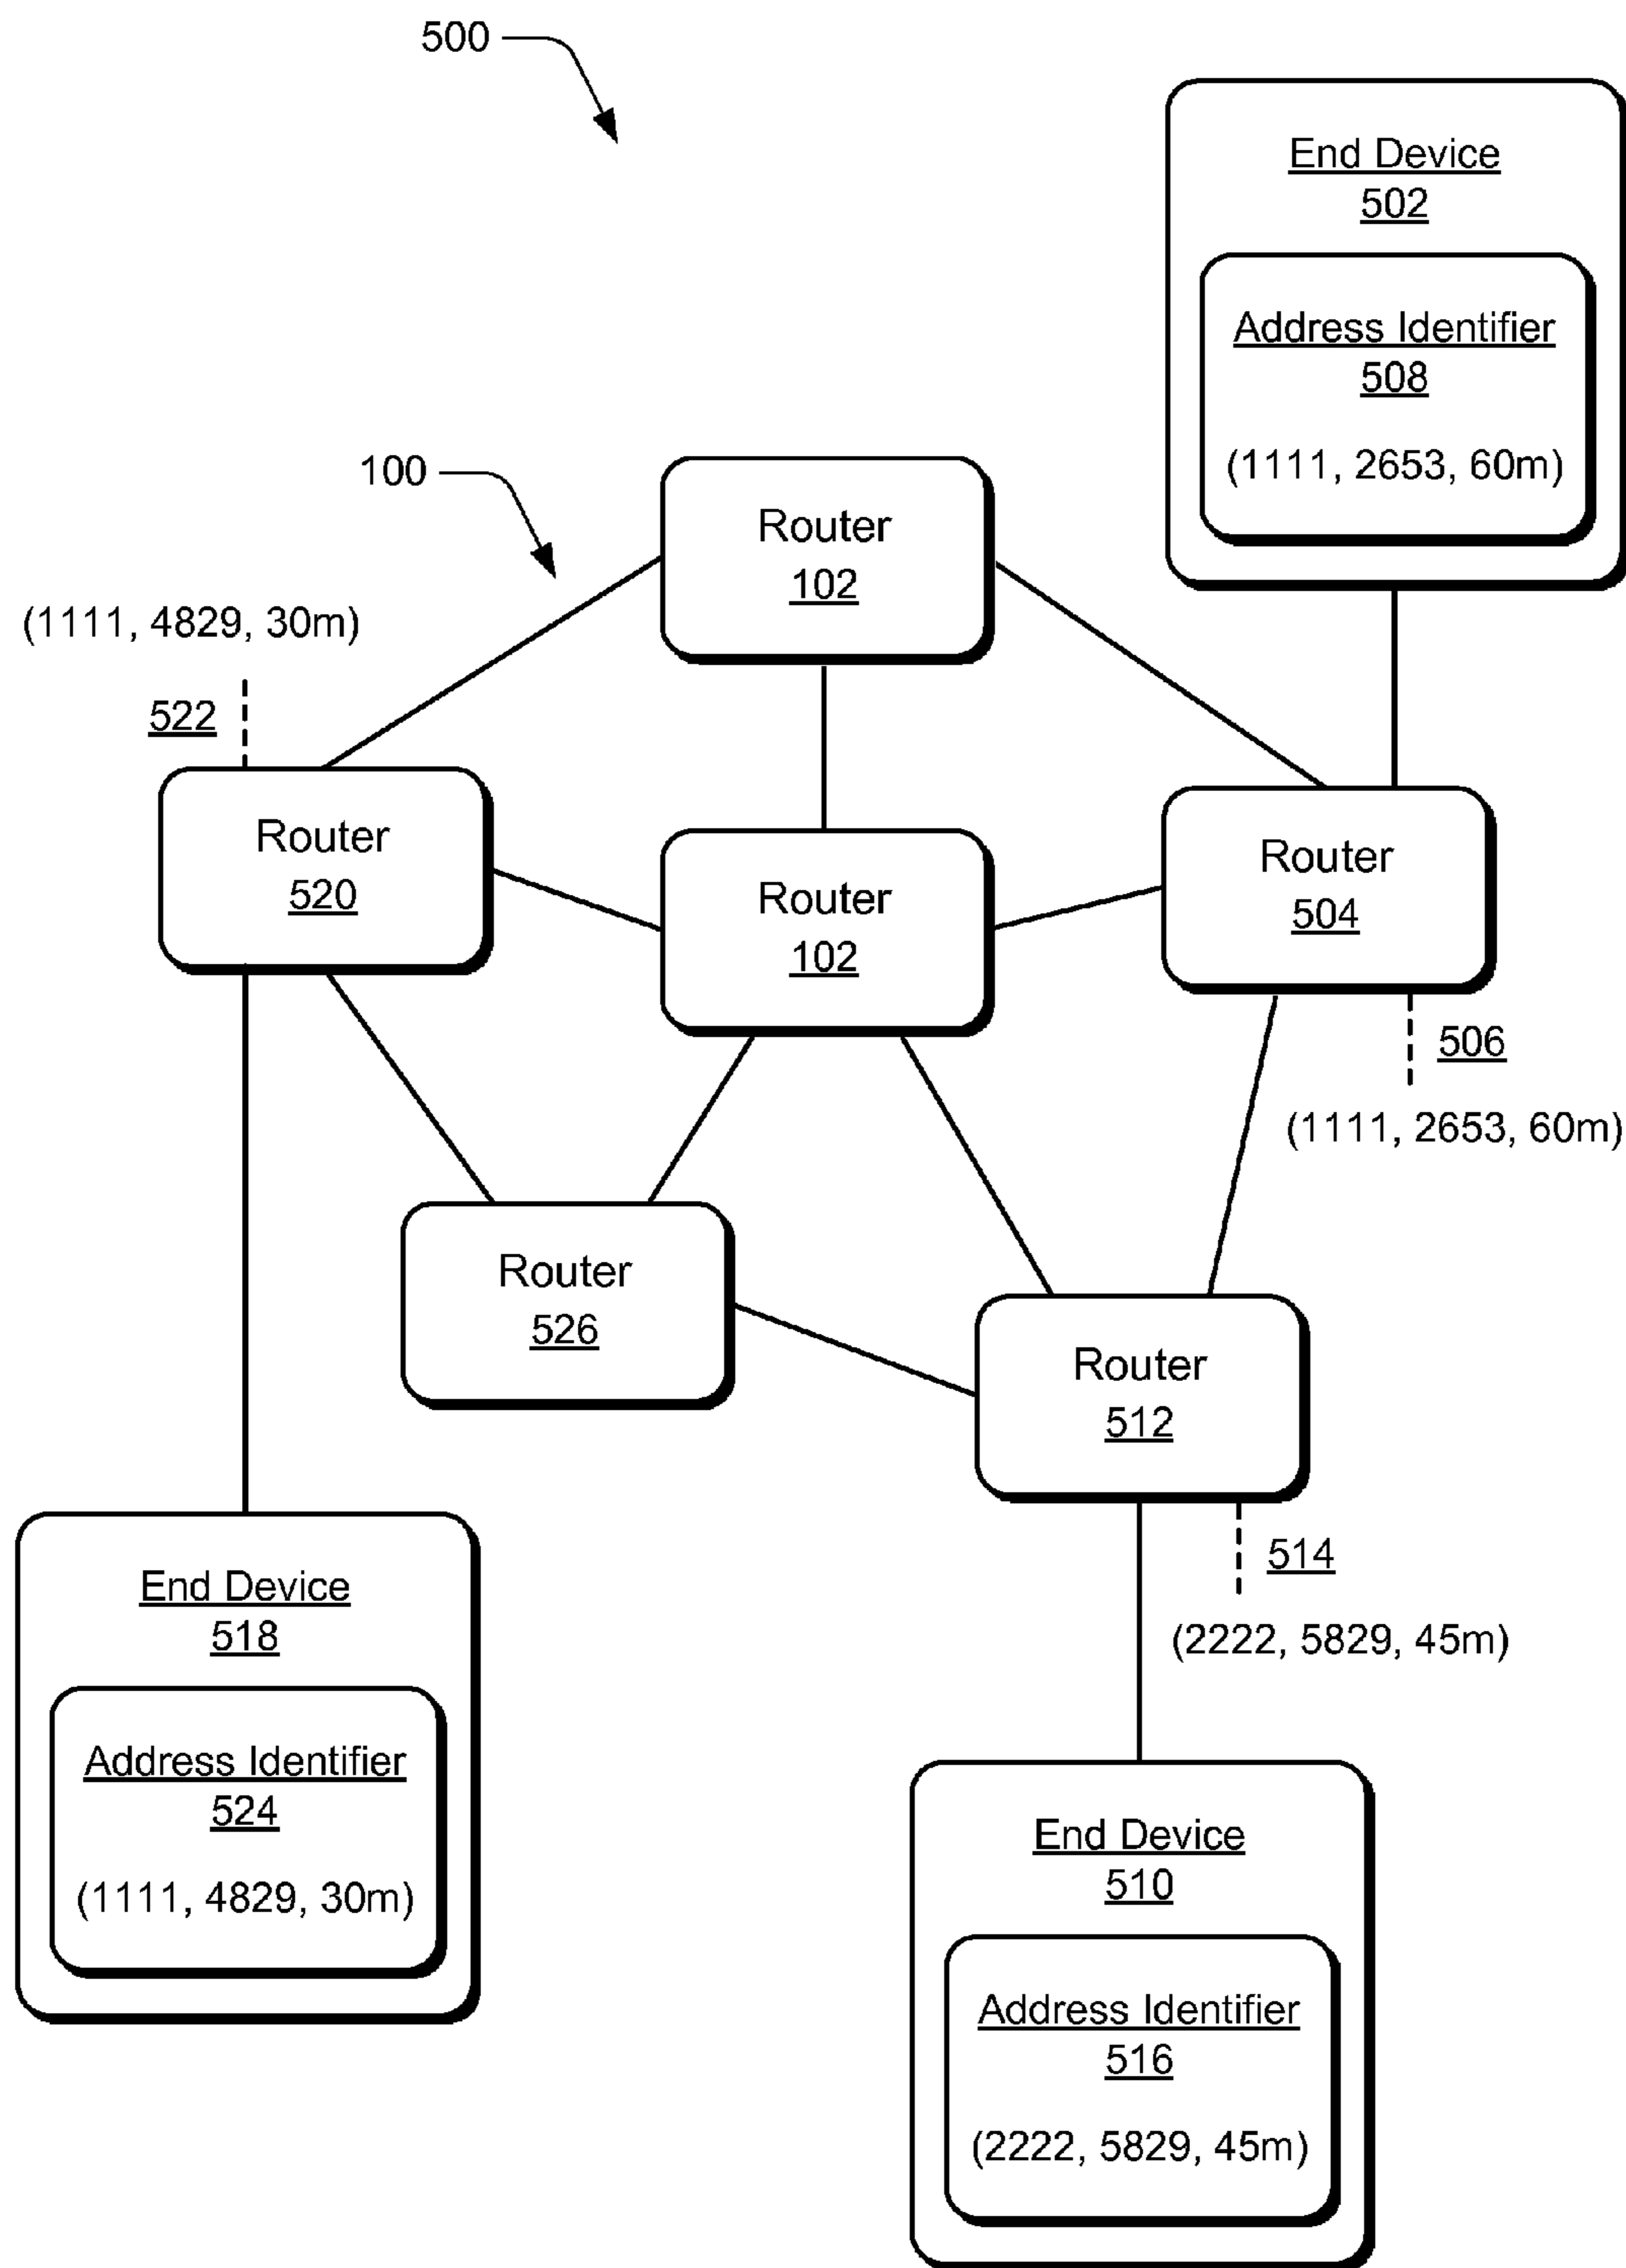 500
End Device
502
Address Identifier
508
(1111, 2653, 60m)
100
Router
102
(1111, 4829, 30m)
522
Router
520
Router
102
Router
504
506
(1111, 2653, 60m)
Router
526
Router
512
514
(2222, 5829, 45m)
End Device
518
Address Identifier
524
(1111, 4829, 30m)
End Device
510
Address Identifier
516
(2222, 5829, 45m)